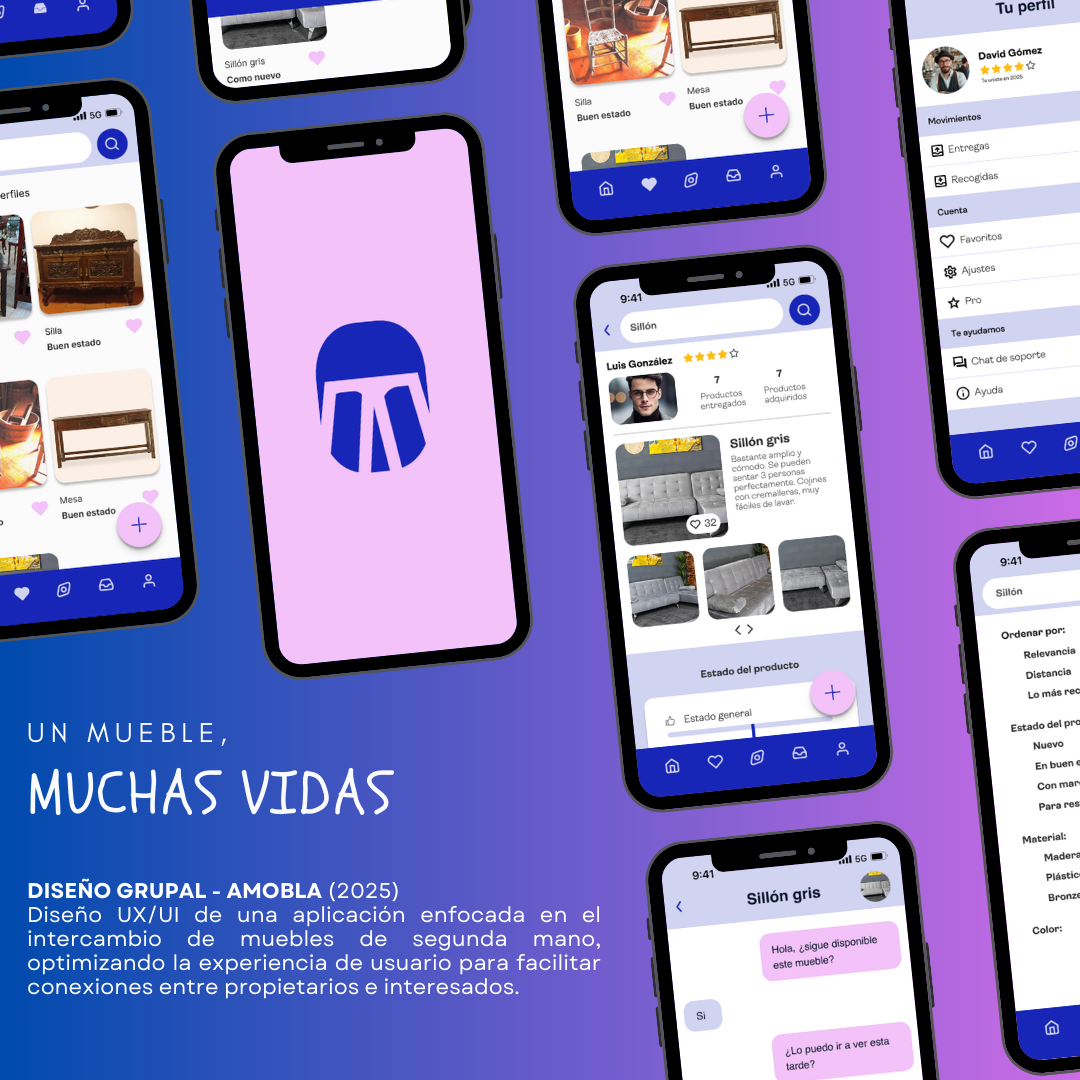 Sillón gris
Como nuevo
Silla
Buen estado
Mesa
Buen estado
Tu perfil
David Gómez
Te uniste en 2025
Movimientos
Entregas
Recogidas
Cuenta
Favoritos
Ajustes
Pro
Te ayudamos
Chat de soporte
Ayuda
5G
erfiles
Silla
Buen estado
Mesa
Buen estado
9:41
5G
Sillón
Luis González
7
Productos
entregados
7
Productos
adquiridos
Sillón gris
Bastante amplio y
cómodo. Se pueden
sentar 3 personas
perfectamente. Cojines
con cremalleras, muy
fáciles de lavar.
32
Estado del producto
Estado general
9:41
Sillón
Ordenar por:
Relevancia
Distancia
Lo más rec
Estado del pro
Nuevo
En buen e
Con mar
Para res
Material:
Madera
Plástic
Bronze
Color:
UN MUEBLE,
MUCHAS VIDAS
DISEÑO GRUPAL - AMOBLA (2025)
Diseño UX/UI de una aplicación enfocada en el
intercambio de muebles de segunda mano,
optimizando la experiencia de usuario para facilitar
conexiones entre propietarios e interesados.
9:41
5G
Sillón gris
Hola, ¿sigue disponible
este mueble?
Si
¿Lo puedo ir a ver esta
tarde?